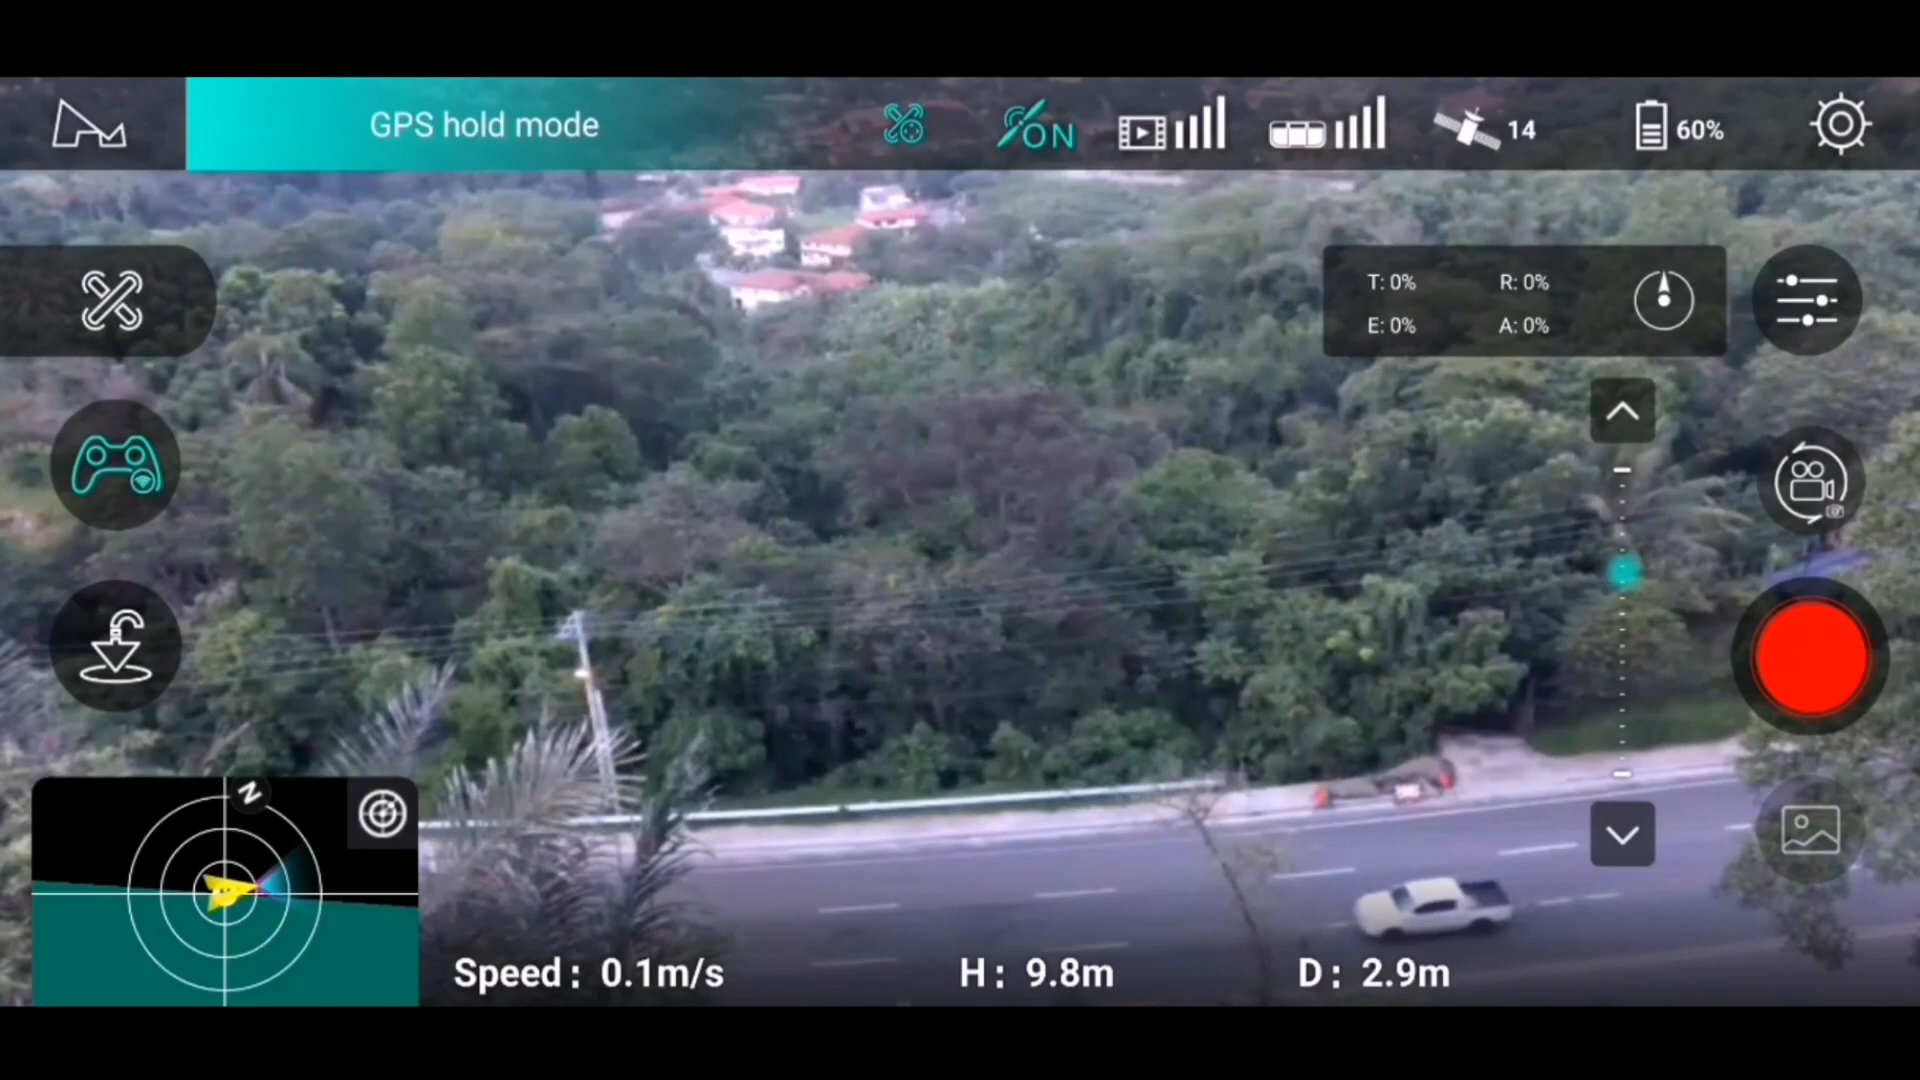 GPS hold mode
ON
14
60%
T: 0%
R: 0%
E: 0%
A: 0%
N
Speed: 0.1m/s
H: 9.8m
D: 2.9m